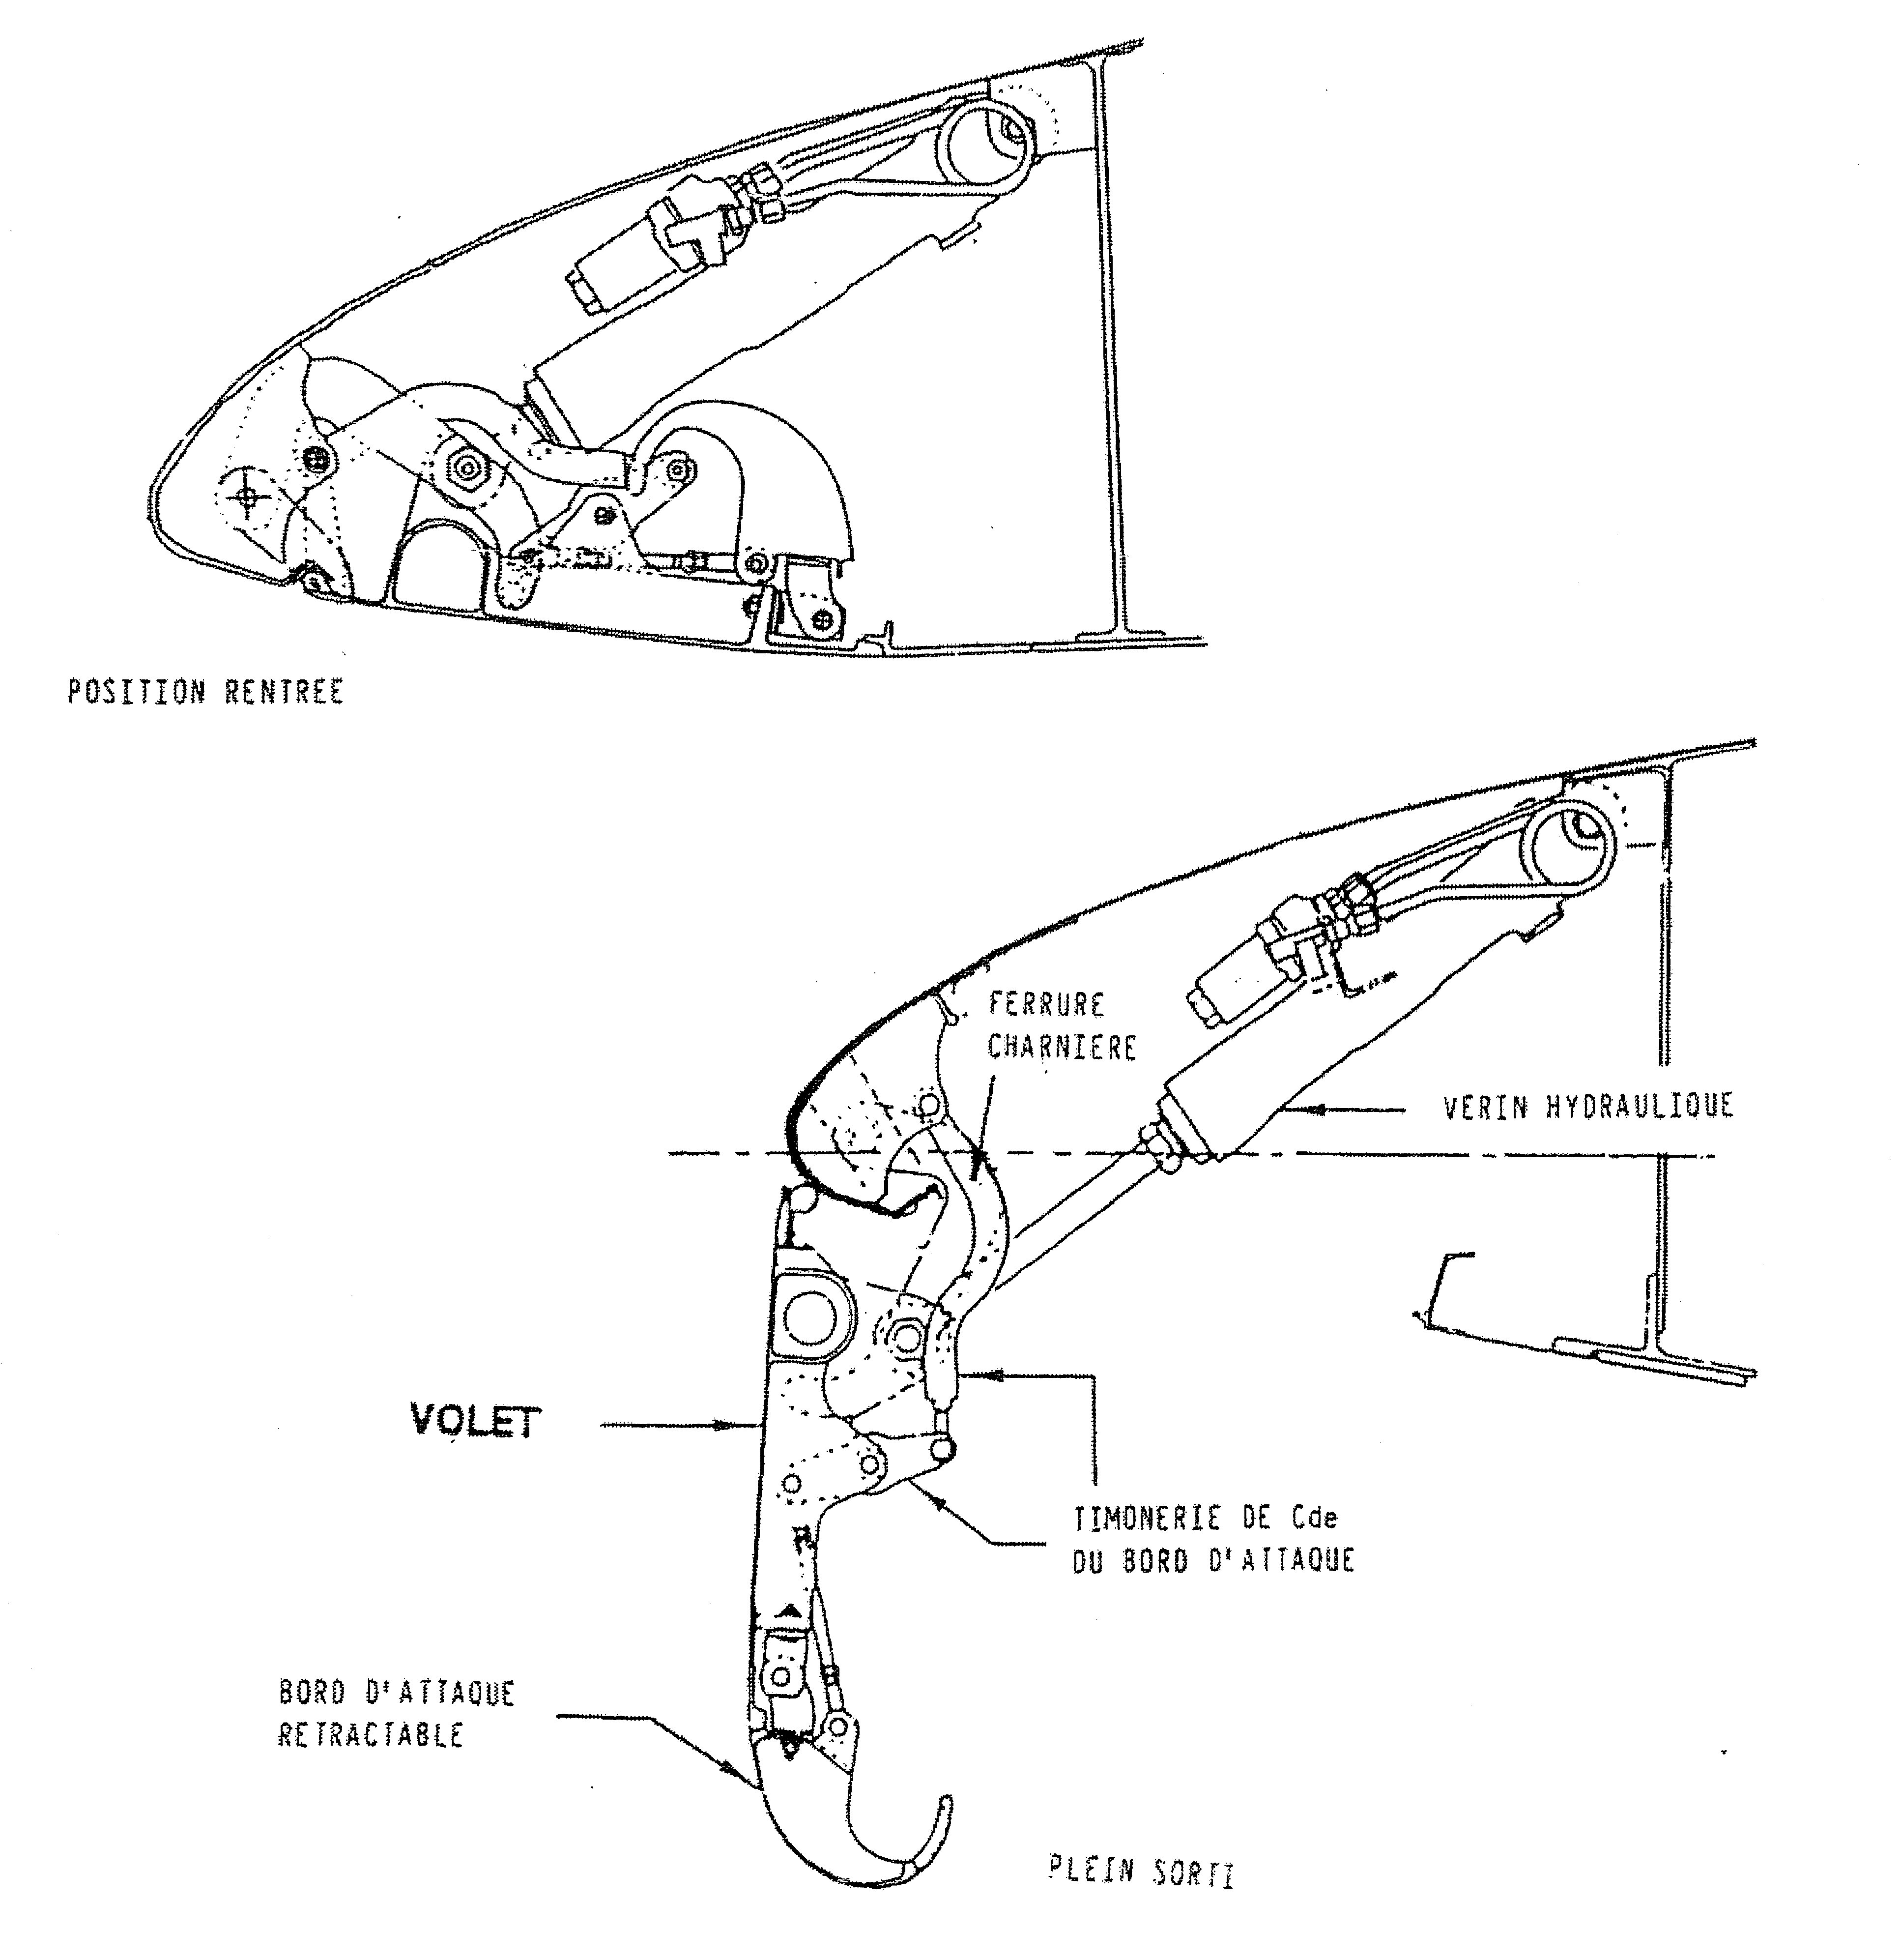 POSITION RENTREE
FERRURE
CHARNIERE
VERIN HYDRAULIQUE
VOLET
TIMONERIE DE Cde
DU BORD D'ATTAQUE
BORD D'ATTAQUE
RETRACTABLE
PLEIN SORTI